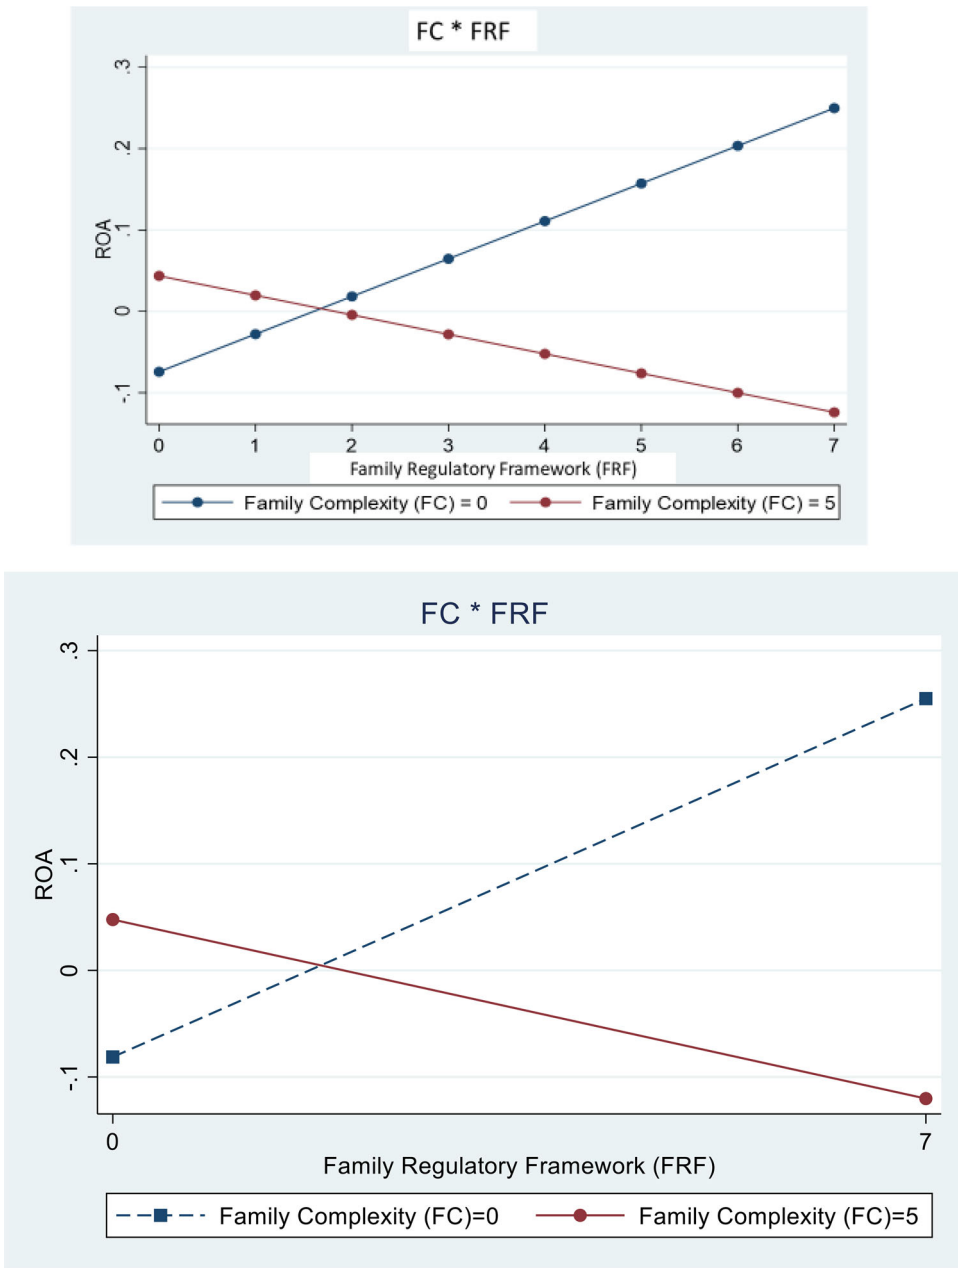 FC * FRF
.3
.2
.1
0
-.1
ROA
0 1 2 3 4 5 6 7
Family Regulatory Framework (FRF)
Family Complexity (FC) = 0 Family Complexity (FC) = 5
FC * FRF
.3
.2
.1
0
-.1
ROA
0 7
Family Regulatory Framework (FRF)
Family Complexity (FC)=0 Family Complexity (FC)=5